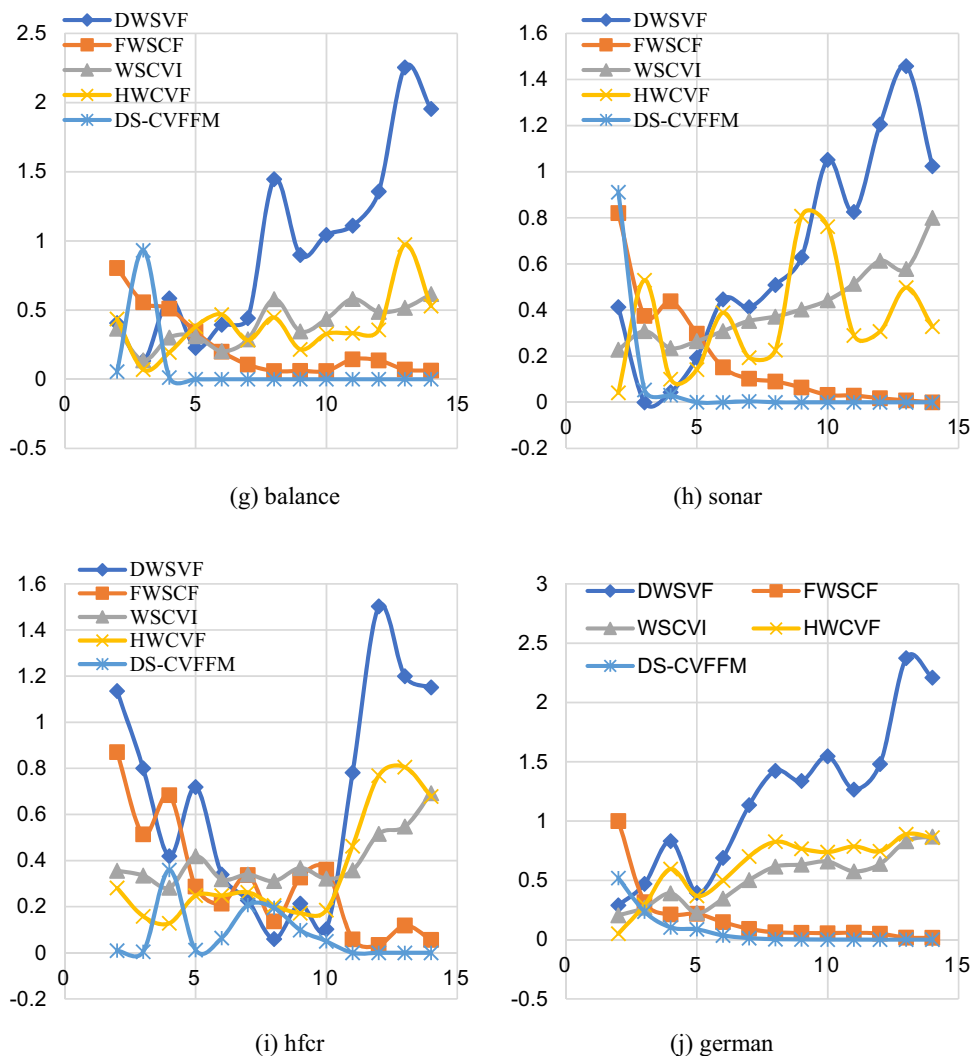 2.5
2
1.5
1
0.5
0
-0.5
0 5 10 15
DWSVF
FWSCF
WSCVI
HWCVF
DS-CVFFM
(g) balance
1.6
1.4
1.2
1
0.8
0.6
0.4
0.2
0
-0.2
0 5 10 15
DWSVF
FWSCF
WSCVI
HWCVF
DS-CVFFM
(h) sonar
1.6
1.4
1.2
1
0.8
0.6
0.4
0.2
0
-0.2
0 5 10 15
DWSVF
FWSCF
WSCVI
HWCVF
DS-CVFFM
(i) hfcr
3
2.5
2
1.5
1
0.5
0
-0.5
0 5 10 15
DWSVF FWSCF
WSCVI HWCVF
DS-CVFFM
(j) german